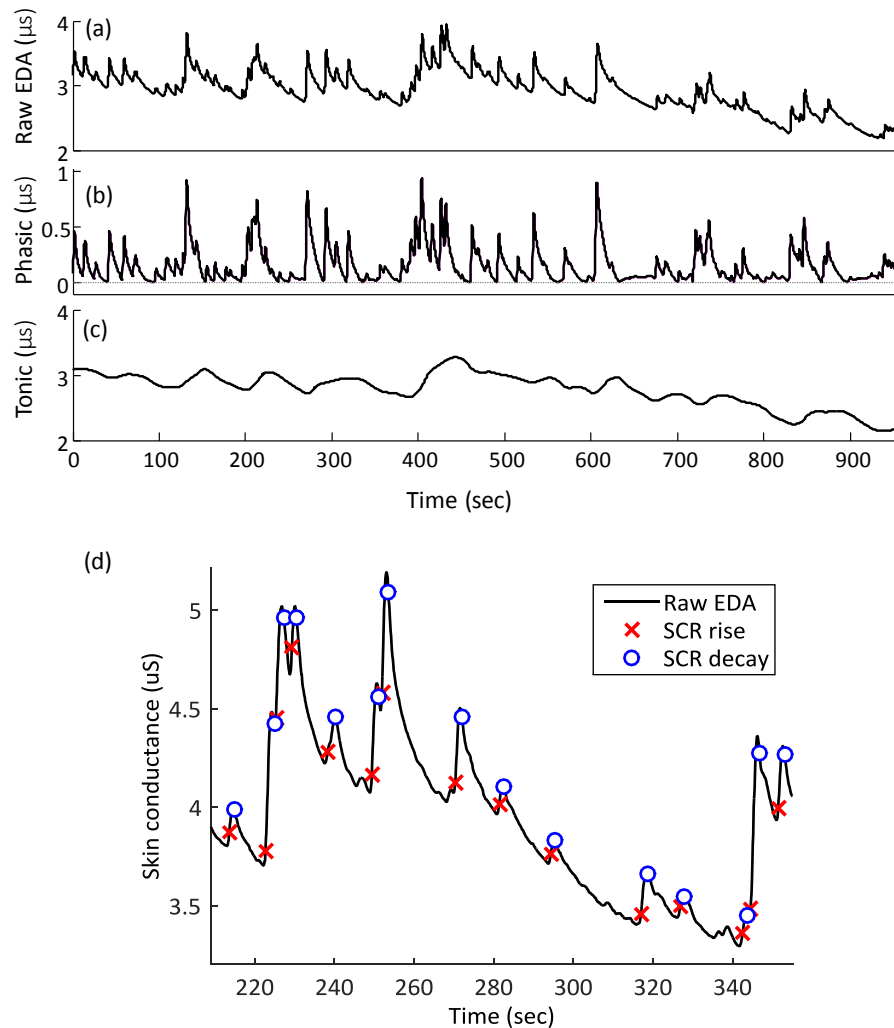 (a)
Raw EDA (μs)
4
3
2
(b)
Phasic (μs)
1
0.5
0
(c)
Tonic (μs)
4
3
2
0 100 200 300 400 500 600 700 800 900
Time (sec)
(d)
Skin conductance (uS)
5
4.5
4
3.5
Raw EDA
SCR rise
SCR decay
220 240 260 280 300 320 340
Time (sec)